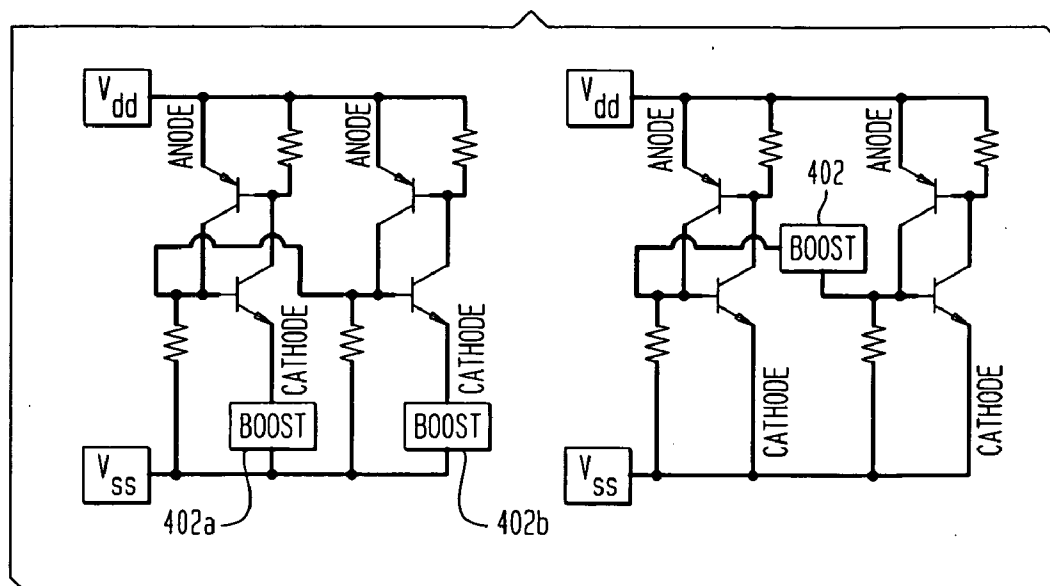 Vdd
ANODE
ANODE
CATHODE
CATHODE
BOOST
BOOST
Vss
402a
402b
Vdd
ANODE
ANODE
402
BOOST
CATHODE
CATHODE
Vss